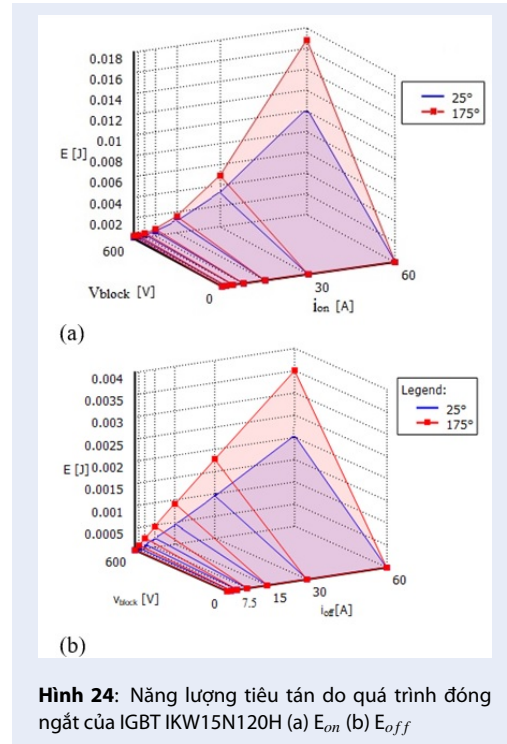 0.018
0.016
0.014
0.012
0.01
E [J] 0.008
0.006
0.004
0.002
600
Vblock [V]
0
30
60
ion [A]
25°
175°
(a)
0.004
0.0035
0.003
0.0025
E [J] 0.002
0.0015
0.001
0.0005
600
Vblock [V]
0
7.5
15
30
60
ioff[A]
Legend:
25°
175°
(b)
Hình 24: Năng lượng tiêu tán do quá trình đóng
ngắt của IGBT IKW15N120H (a) Eon (b) Eoff